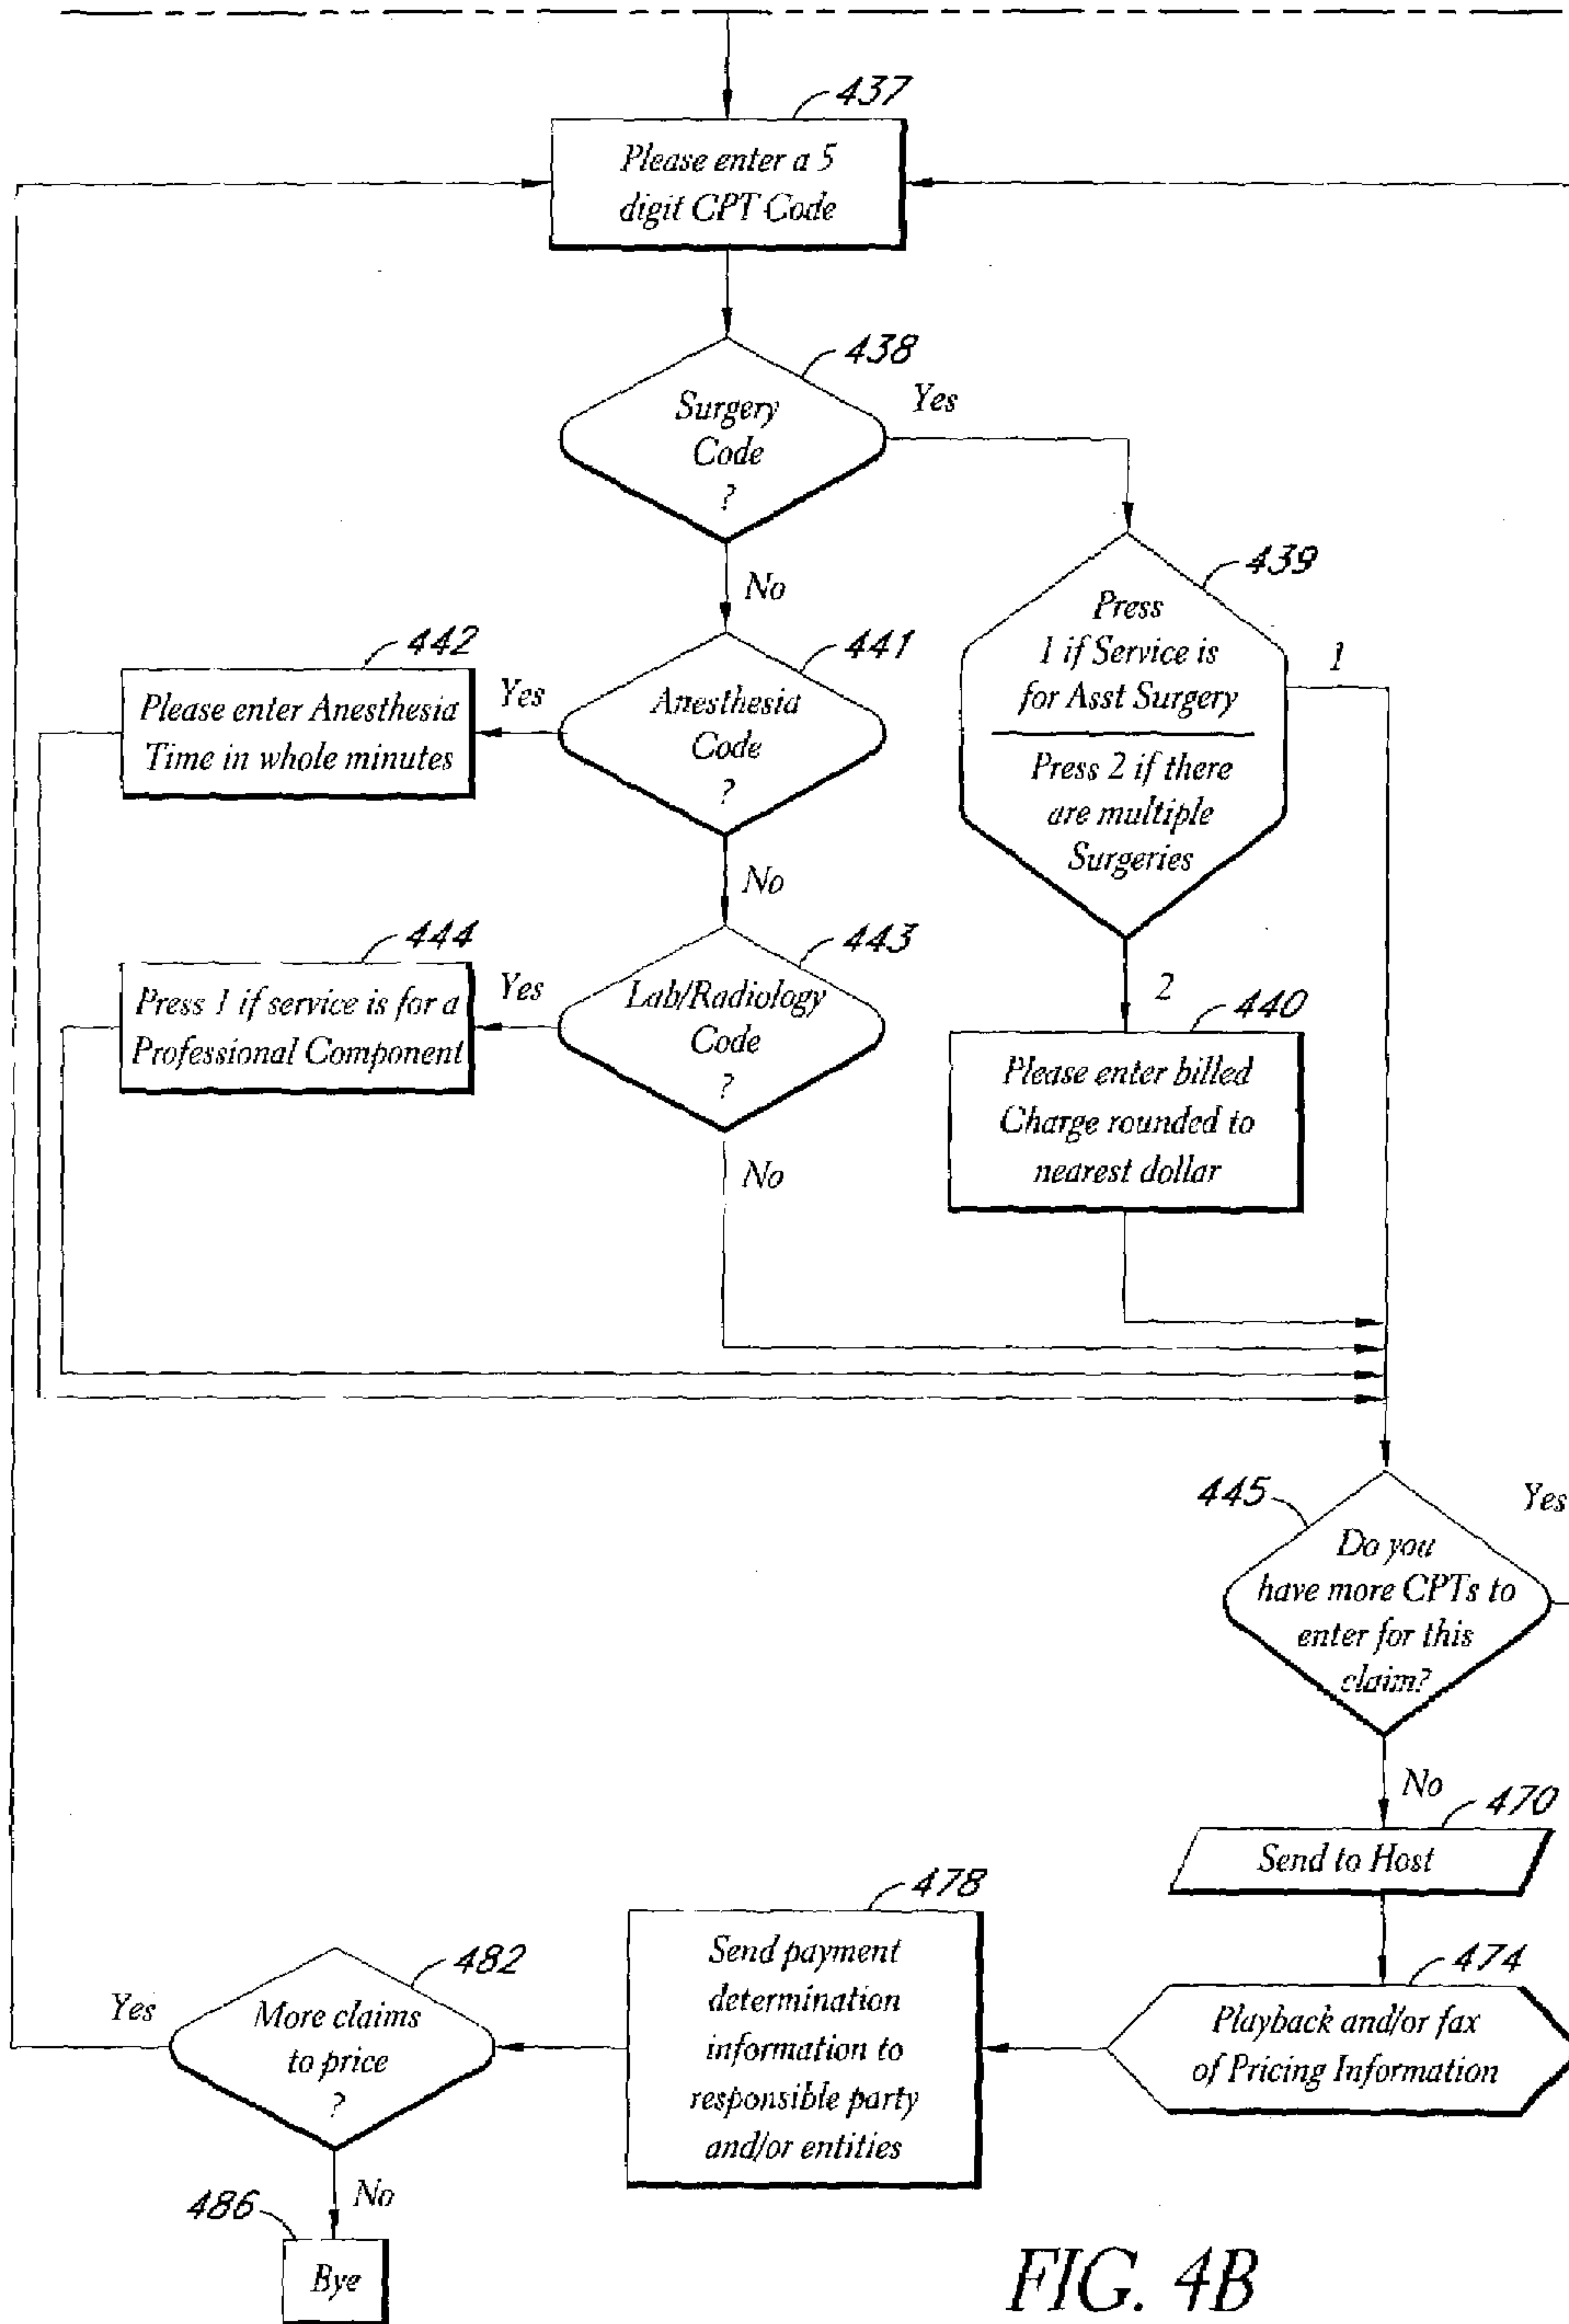 437
Please enter a 5
digit CPT Code
438
Surgery
Code
?
Yes
No
439
Press
1 if Service is
for Asst Surgery
Press 2 if there
are multiple
Surgeries
1
2
442
Please enter Anesthesia
Time in whole minutes
Yes
441
Anesthesia
Code
?
No
444
Press 1 if service is for a
Professional Component
Yes
443
Lab/Radiology
Code
?
No
440
Please enter billed
Charge rounded to
nearest dollar
445
Do you
have more CPTs to
enter for this
claim?
Yes
No
470
Send to Host
474
Playback and/or fax
of Pricing Information
478
Send payment
determination
information to
responsible party
and/or entities
482
More claims
to price
?
Yes
No
486
Bye
FIG. 4B